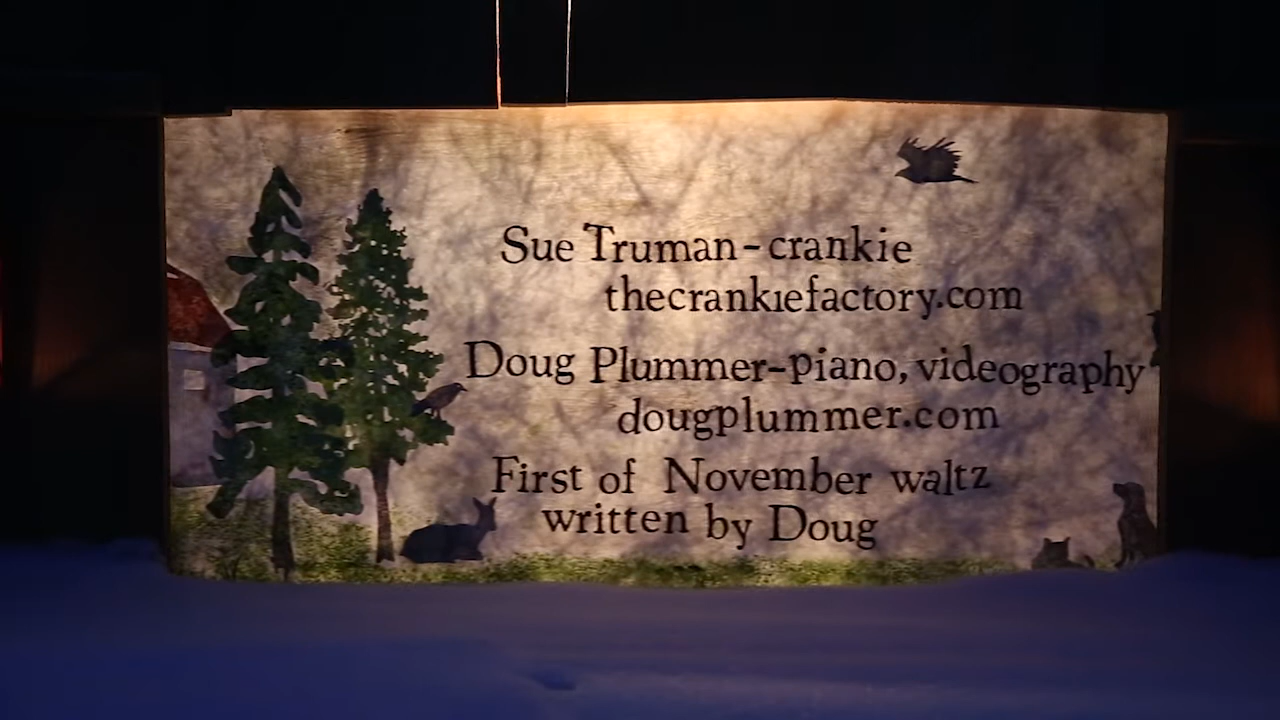 Sue Truman-crankie
thecrankiefactory.com
Doug Plummer-piano, videography
dougplummer.com
First of November waltz
written by Doug